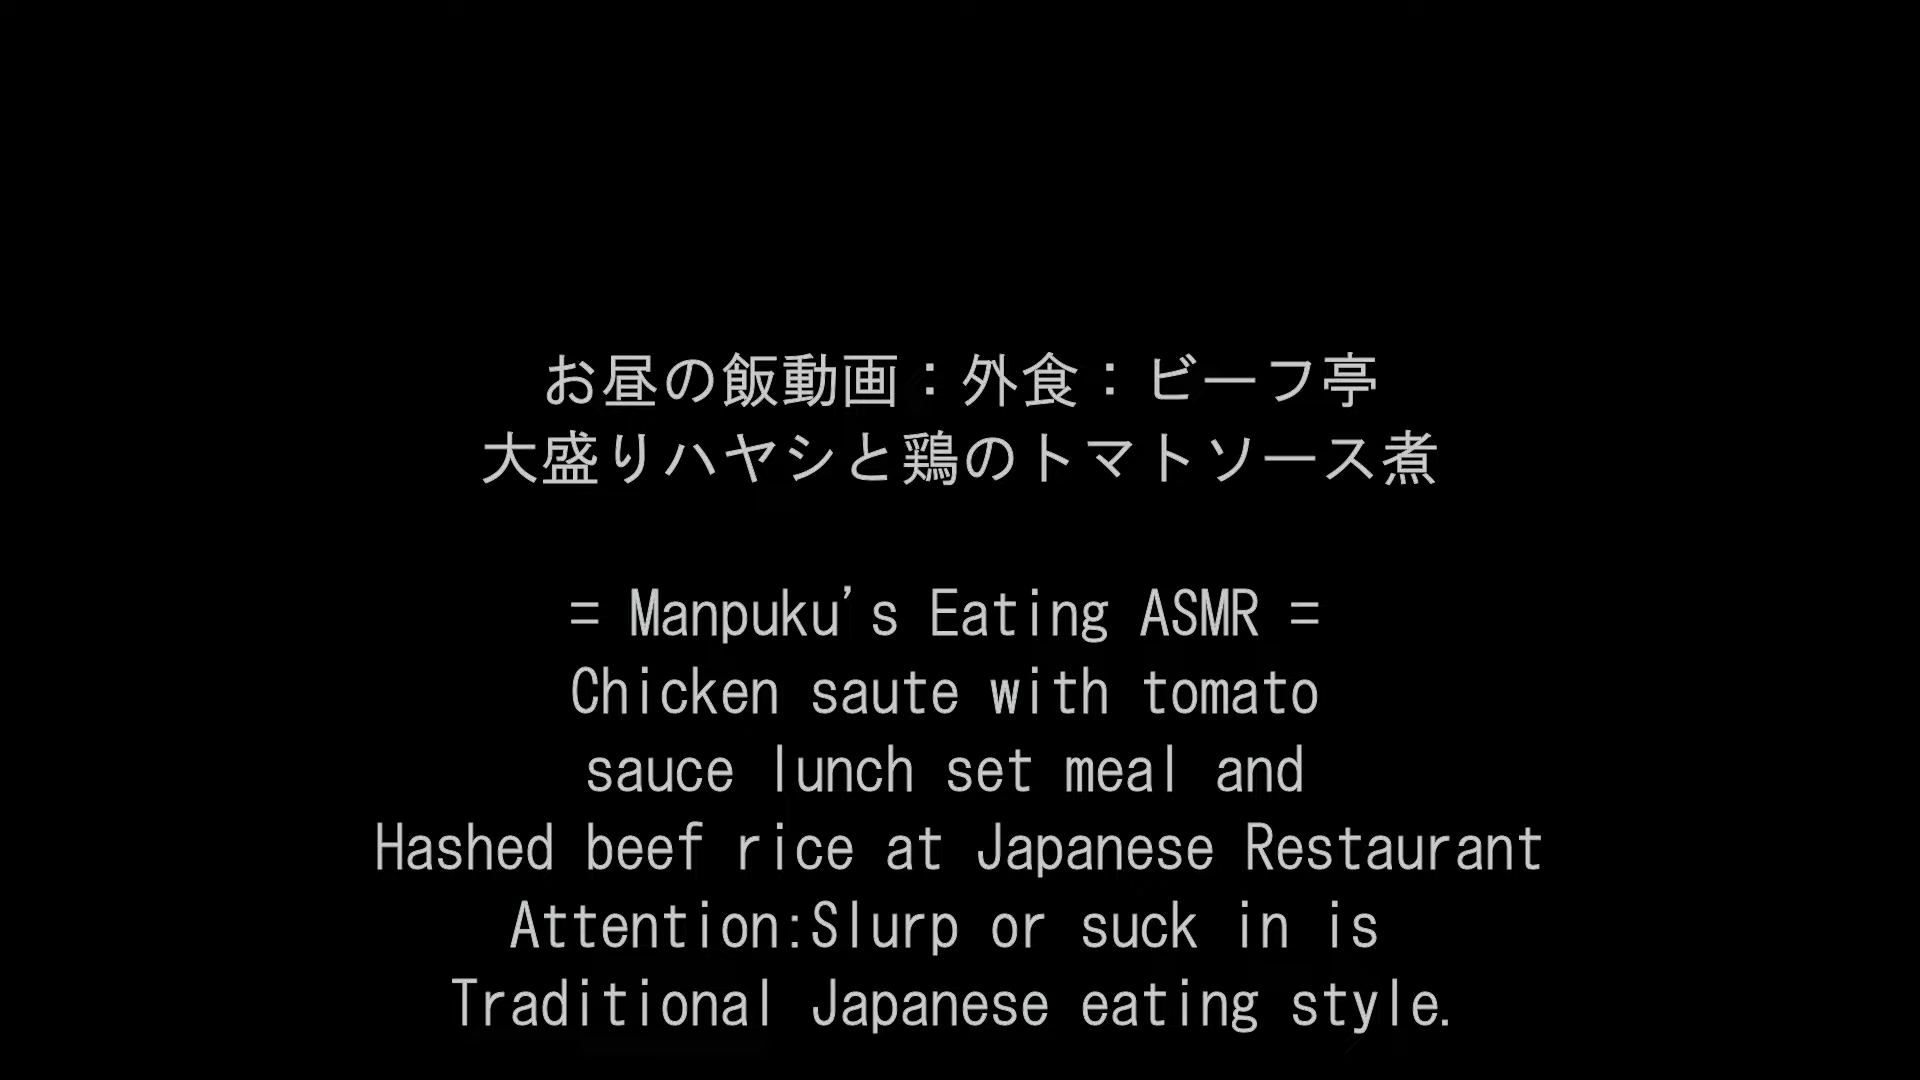 お昼の飯動画：外食：ビーフ亭
大盛りハヤシと鶏のトマトソース煮
= Manpuku's Eating ASMR =
Chicken saute with tomato
sauce lunch set meal and
Hashed beef rice at Japanese Restaurant
Attention:Slurp or suck in is
Traditional Japanese eating style.